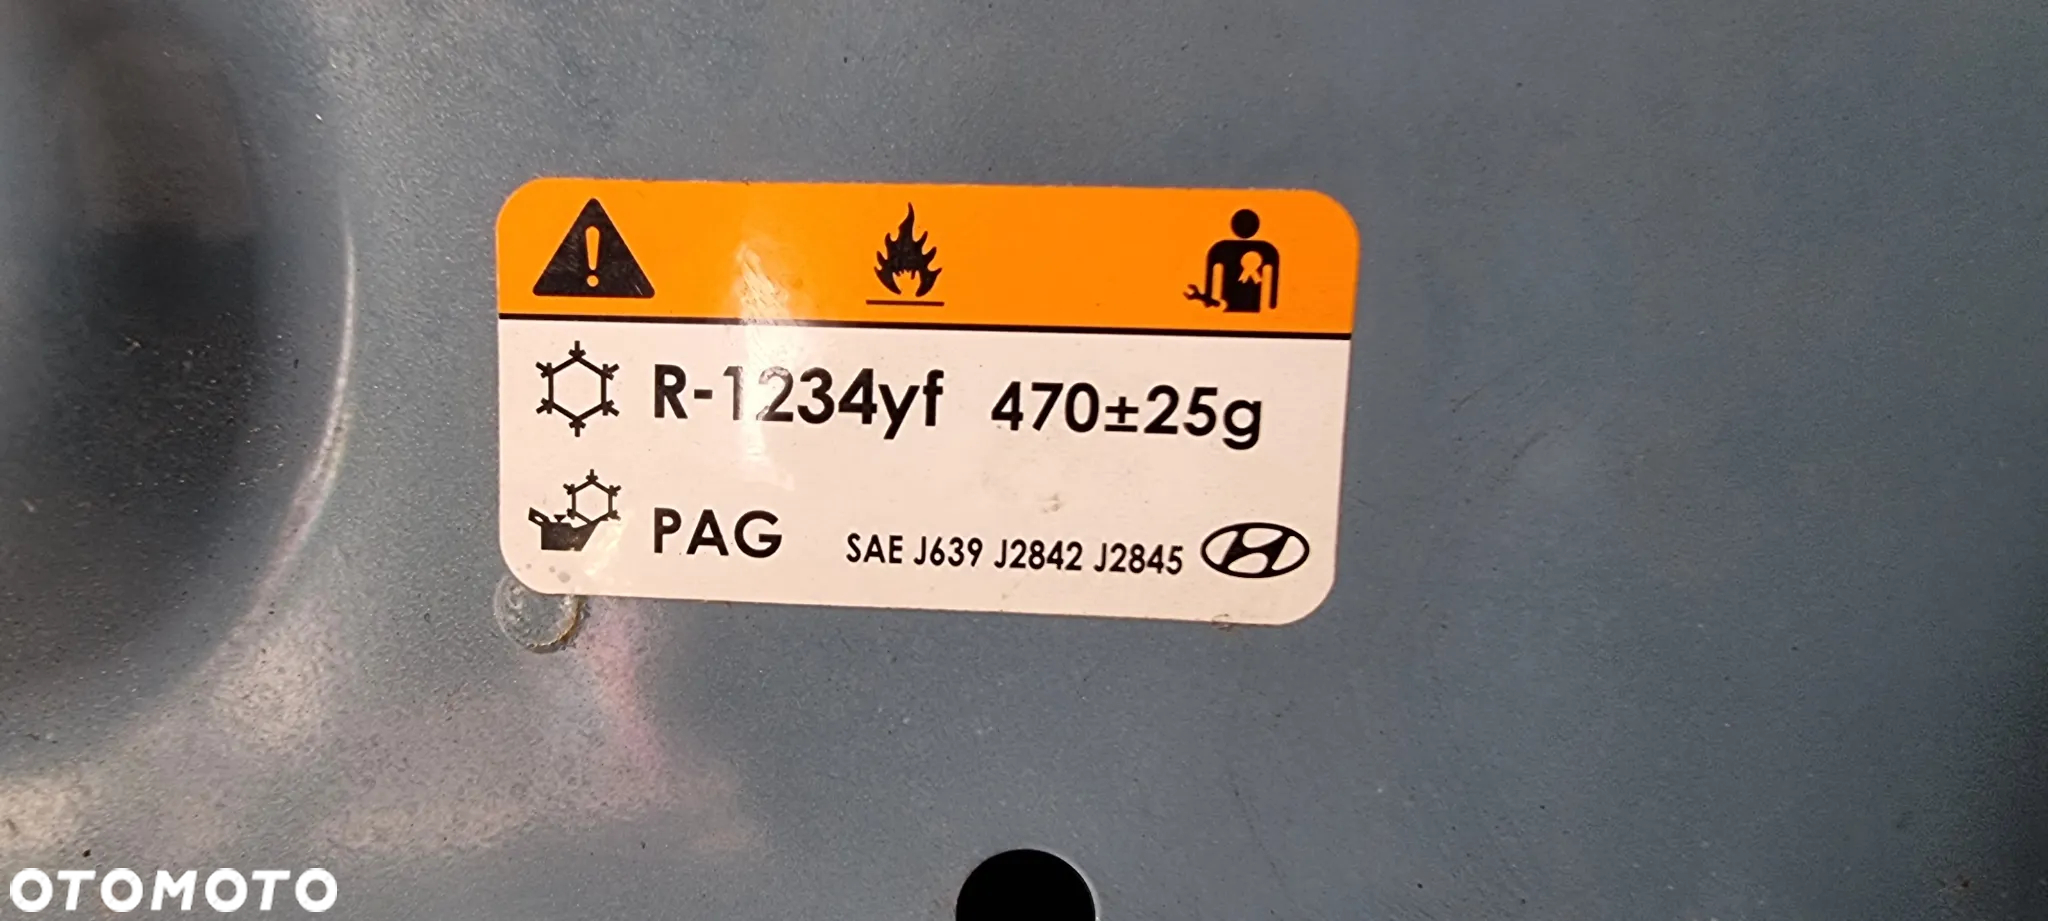 R-1234yf 470±25g
PAG SAE J639 J2842 J2845
OTOMOTO